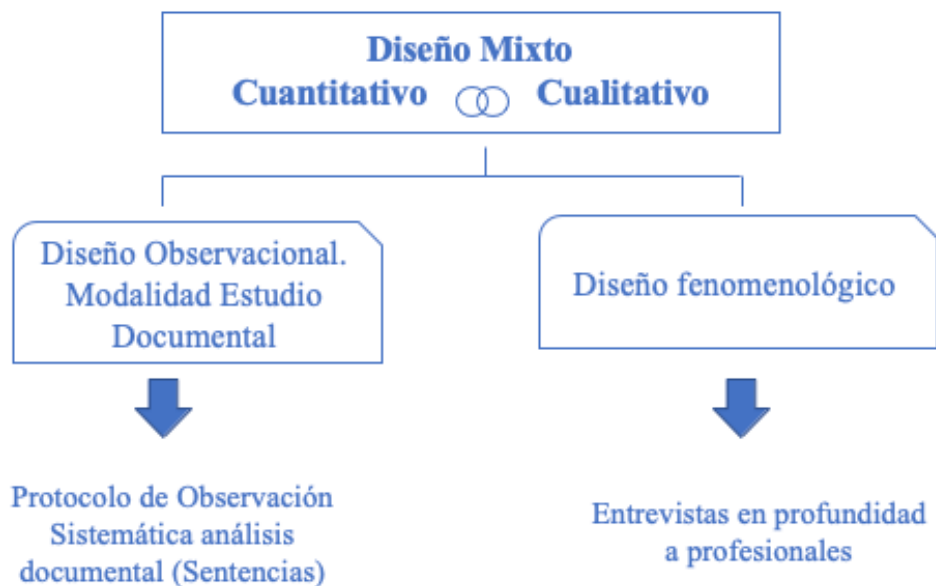 Diseño Mixto
Cuantitativo Cualitativo
Diseño Observacional.
Modalidad Estudio
Documental
Diseño fenomenológico
Protocolo de Observación
Sistemática análisis
documental (Sentencias)
Entrevistas en profundidad
a profesionales